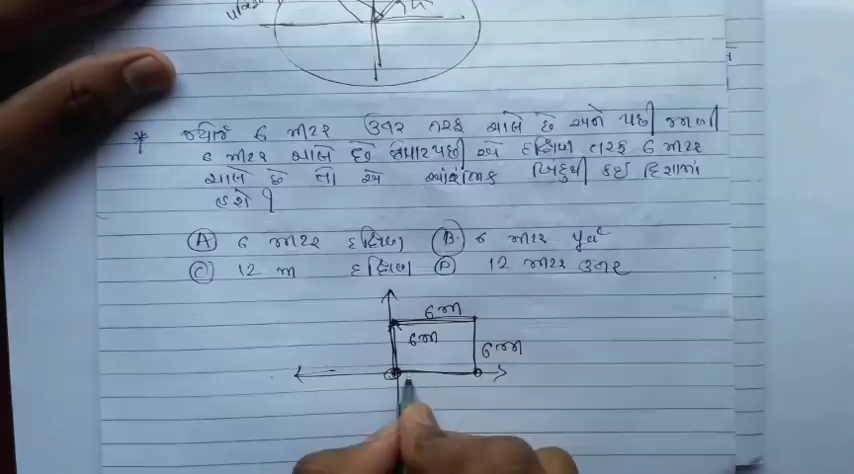 * જ્યોર્જ 6 મીટર ઉત્તર તરફ ચાલે છે અને પછી જમણી
6 મીટર ચાલે છે ત્યારપછી એ દક્ષિણ તરફ 6 મીટર
ચાલે છે તો એ પ્રારંભિક બિંદુથી કઈ દિશામાં
હશે ?
(A) 6 મીટર દક્ષિણ (B) 6 મીટર પૂર્વ
(C) 12 મ દક્ષિણ (D) 12 મીટર ઉત્તર
6મ
6મ
6મ